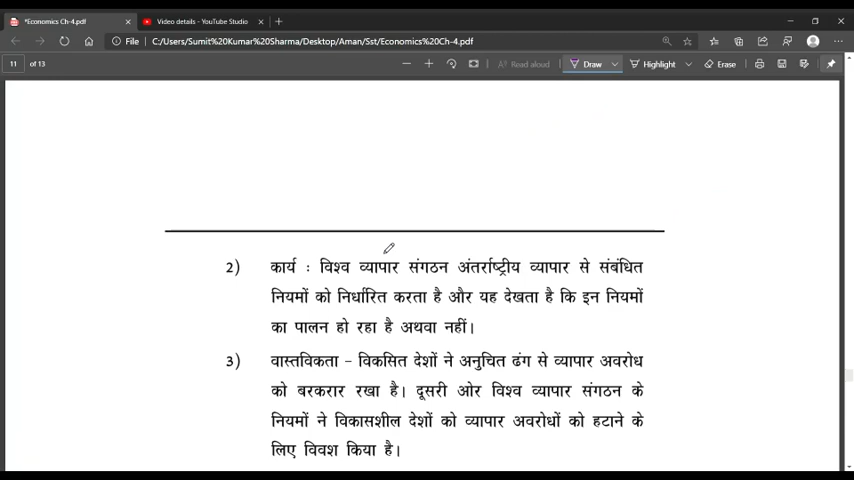 *Economics Ch-4.pdf
Video details - YouTube Studio
File C:/Users/Sumit%20Kumar%20Sharma/Desktop/Aman/Sst/Economics%20Ch-4.pdf
11 of 13 Read aloud Draw Highlight Erase
2) कार्य : विश्व व्यापार संगठन अंतर्राष्ट्रीय व्यापार से संबंधित
नियमों को निर्धारित करता है और यह देखता है कि इन नियमों
का पालन हो रहा है अथवा नहीं।
3) वास्तविकता - विकसित देशों ने अनुचित ढंग से व्यापार अवरोध
को बरकरार रखा है। दूसरी ओर विश्व व्यापार संगठन के
नियमों ने विकासशील देशों को व्यापार अवरोधों को हटाने के
लिए विवश किया है।